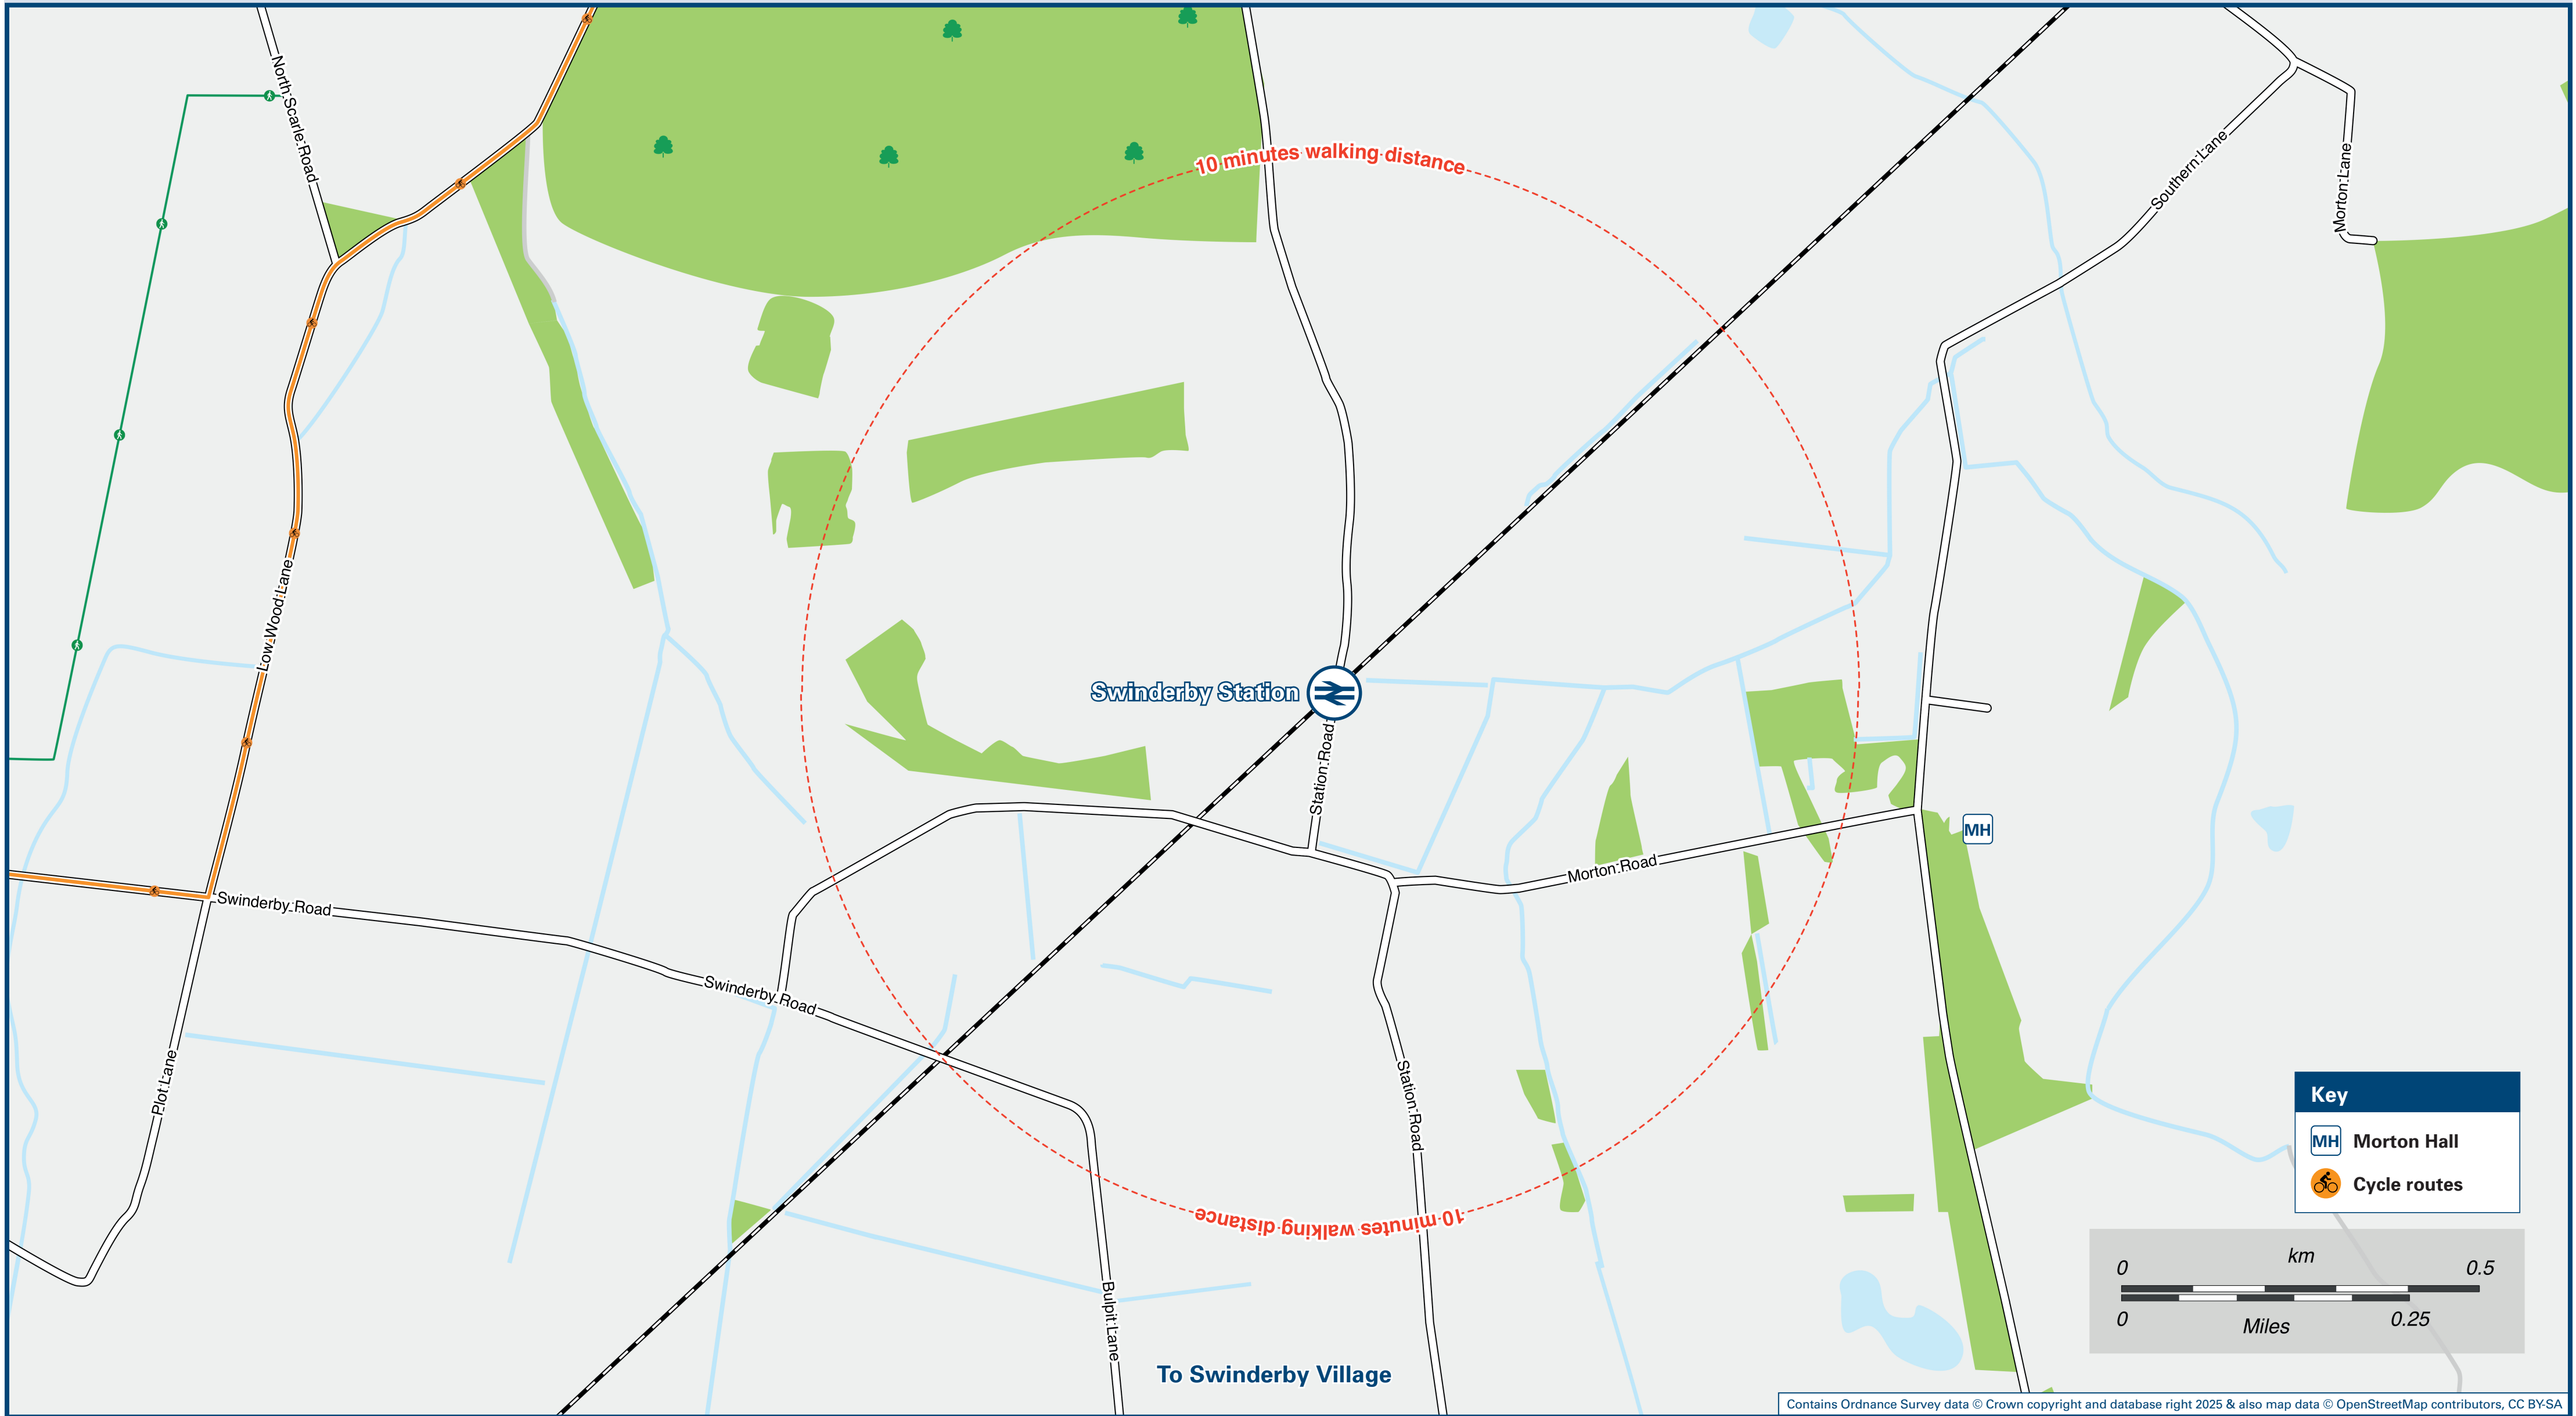 North Scarle Road
10 minutes walking distance
Southern Lane
Morton Lane
Low Wood Lane
Swinderby Station
Station Road
MH
Morton Road
Swinderby Road
Swinderby Road
Plot Lane
Station Road
10 minutes walking distance
Bulpit Lane
To Swinderby Village
Key
MH Morton Hall
Cycle routes
km
0 0.5
0 0.25
Miles
Contains Ordnance Survey data © Crown copyright and database right 2025 & also map data © OpenStreetMap contributors, CC BY-SA